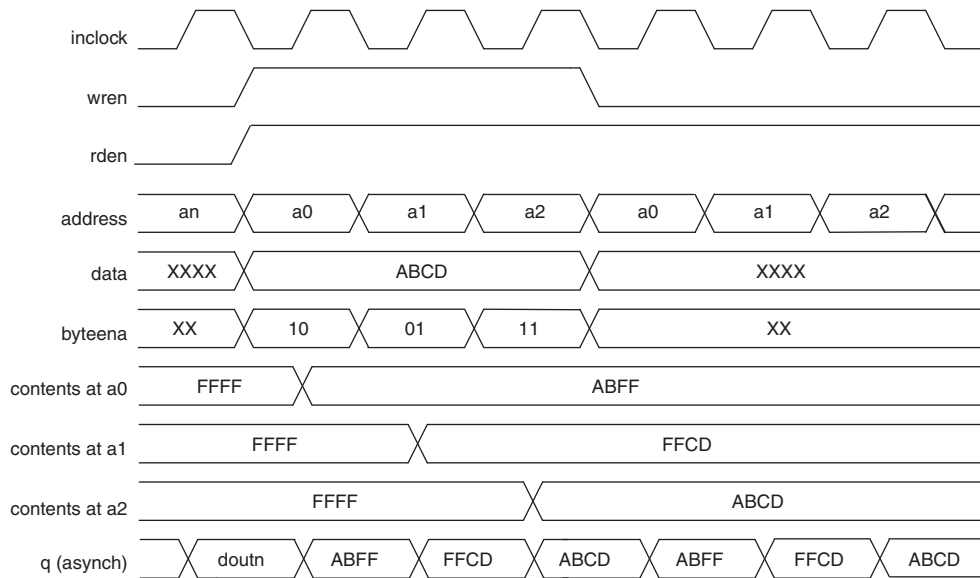 inclock
wren
rden
address an a0 a1 a2 a0 a1 a2
data XXXX ABCD XXXX
byteena XX 10 01 11 XX
contents at a0 FFFF ABFF
contents at a1 FFFF FFCD
contents at a2 FFFF ABCD
q (asynch) doutn ABFF FFCD ABCD ABFF FFCD ABCD